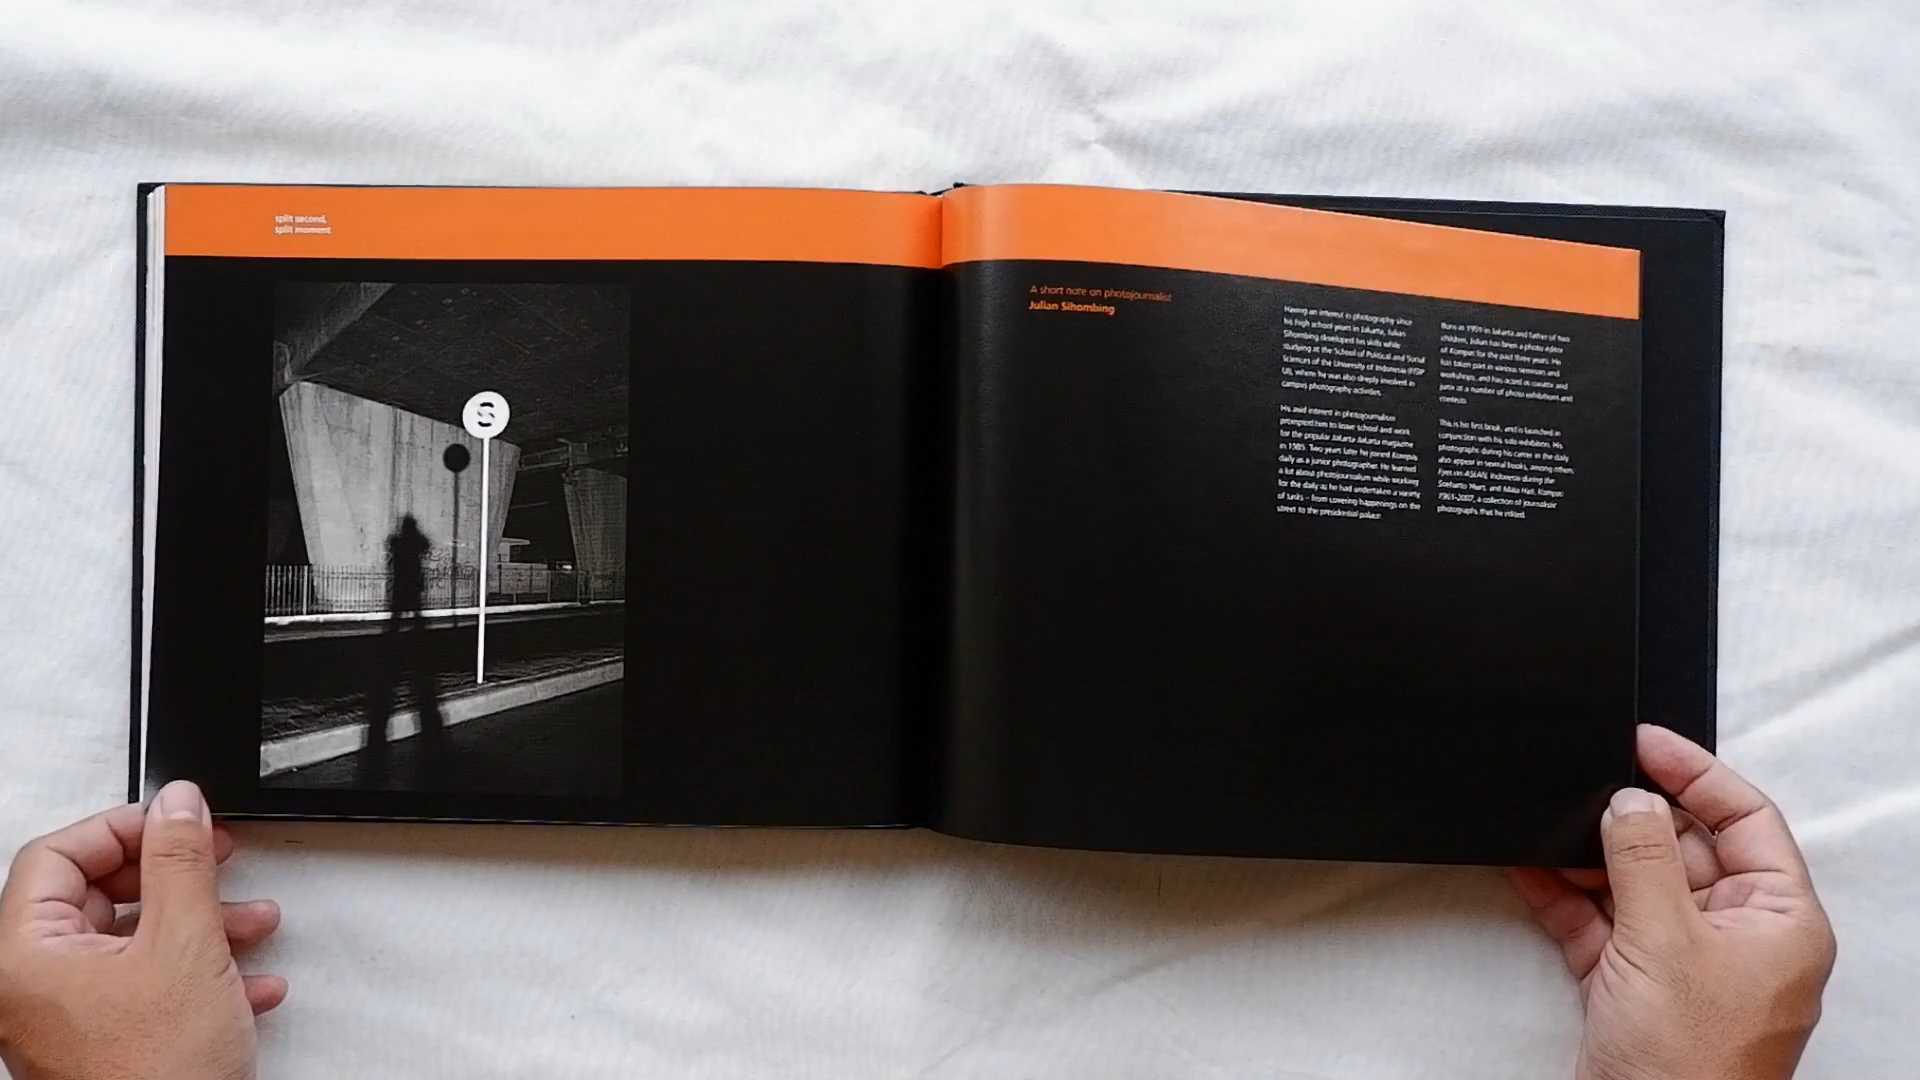 split second,
split moment
S
A short note on photojournalist
Julian Sihombing
Having an interest in photography since
his high school years in Jakarta, Julian
Sihombing developed his skills while
studying at the School of Political and Social
Sciences of the University of Indonesia (FISIP
UI), where he was also deeply involved in
campus photography activities.
His avid interest in photojournalism
prompted him to leave school and work
for the popular Jakarta Jakarta magazine
in 1985. Two years later he joined Kompas
daily as a junior photographer. He learned
a lot about photojournalism while working
for the daily as he had undertaken a variety
of tasks – from covering happenings on the
street to the presidential palace.
Born in 1959 in Jakarta and father of two
children, Julian has been a photo editor
of Kompas for the past three years. He
has taken part in various seminars and
workshops, and has acted as curator and
juror at a number of photo exhibitions and
contests.
This is his first book, and is launched in
conjunction with his solo exhibition. His
photographs during his career in the daily
also appear in several books, among others,
Eyes on ASEAN, Indonesia during the
Soeharto Years, and Mata Hati, Kompas
1965-2007, a collection of journalistic
photographs that he edited.